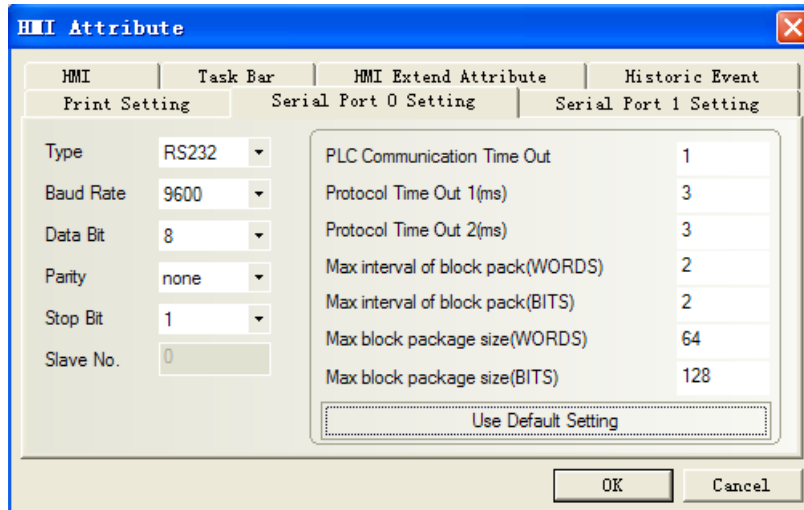 HMI Attribute
HMI Task Bar HMI Extend Attribute Historic Event
Print Setting Serial Port 0 Setting Serial Port 1 Setting
Type RS232
Baud Rate 9600
Data Bit 8
Parity none
Stop Bit 1
Slave No. 0
PLC Communication Time Out 1
Protocol Time Out 1(ms) 3
Protocol Time Out 2(ms) 3
Max interval of block pack(WORDS) 2
Max interval of block pack(BITS) 2
Max block package size(WORDS) 64
Max block package size(BITS) 128
Use Default Setting
OK Cancel